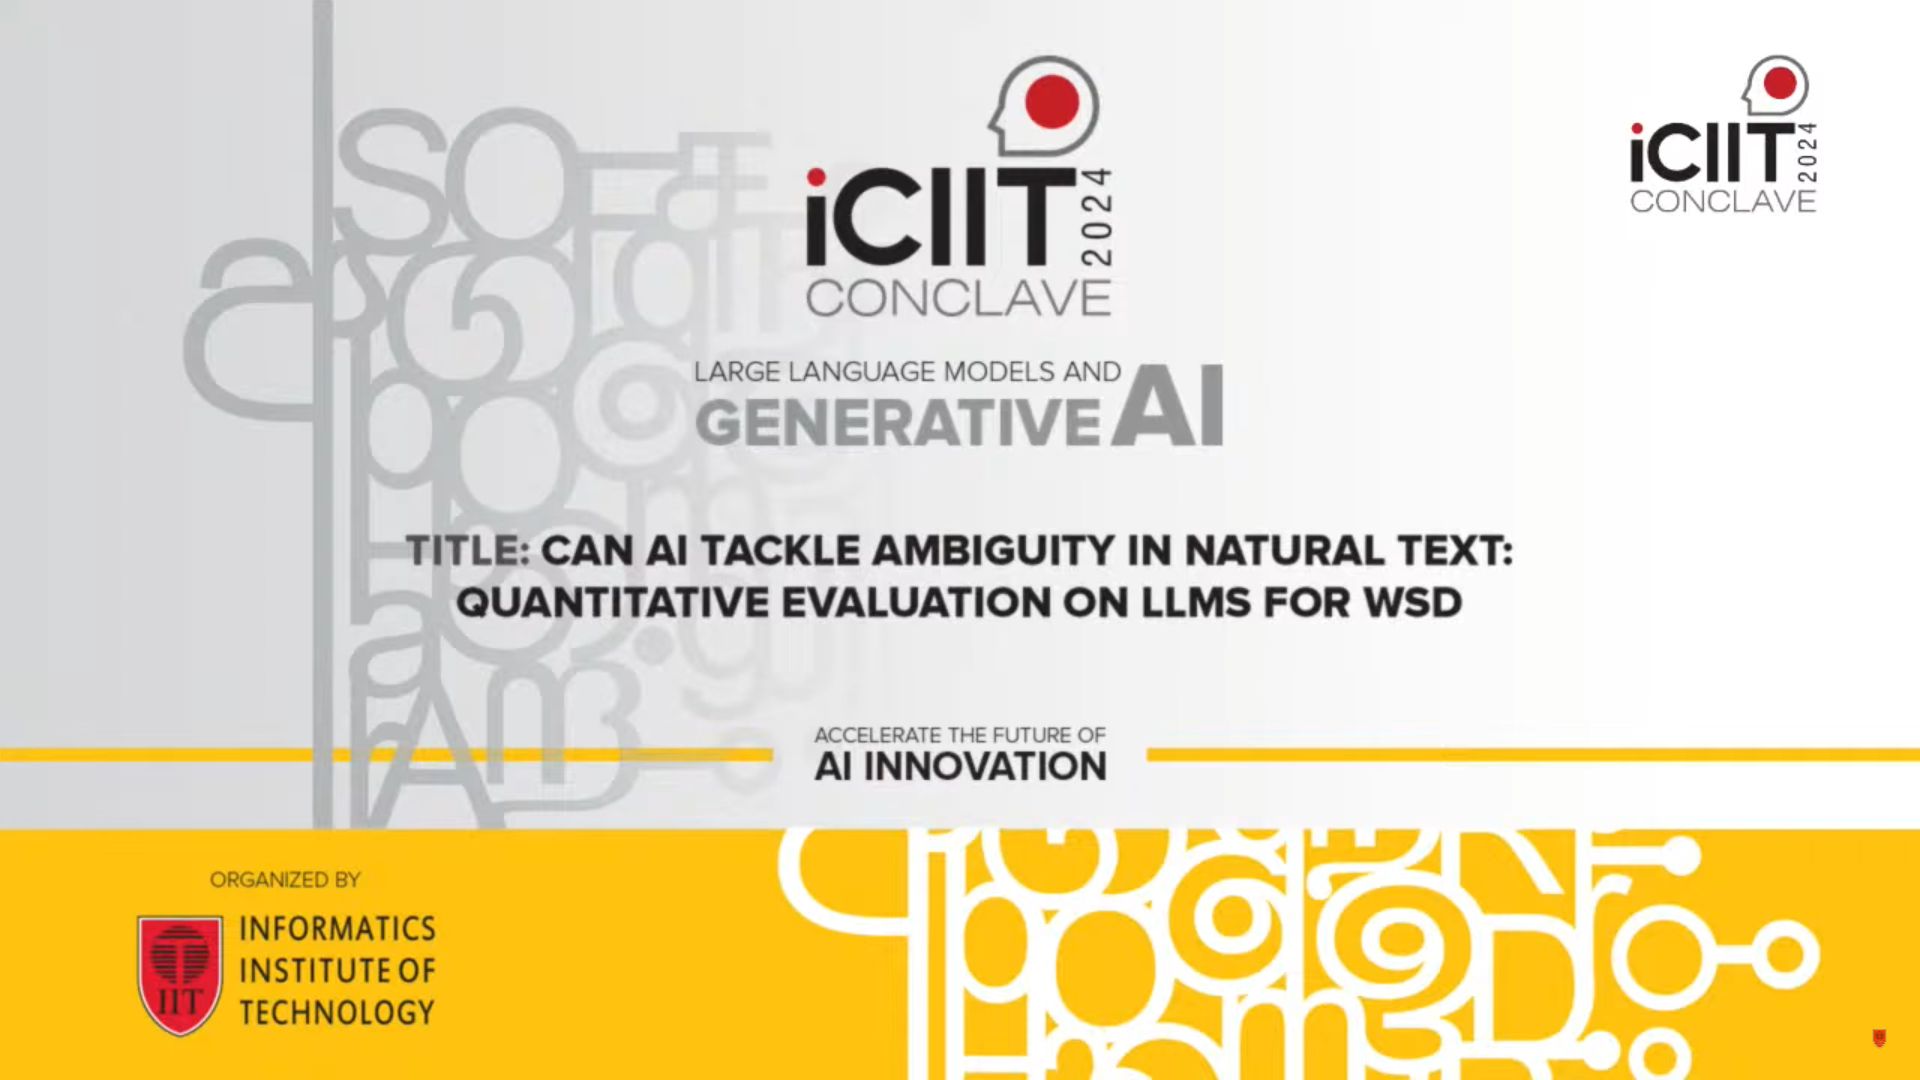 iCIIT 2024
CONCLAVE
iCIIT 2024
CONCLAVE
LARGE LANGUAGE MODELS AND
GENERATIVE AI
TITLE: CAN AI TACKLE AMBIGUITY IN NATURAL TEXT:
QUANTITATIVE EVALUATION ON LLMS FOR WSD
ACCELERATE THE FUTURE OF
AI INNOVATION
ORGANIZED BY
IIT
INFORMATICS
INSTITUTE OF
TECHNOLOGY